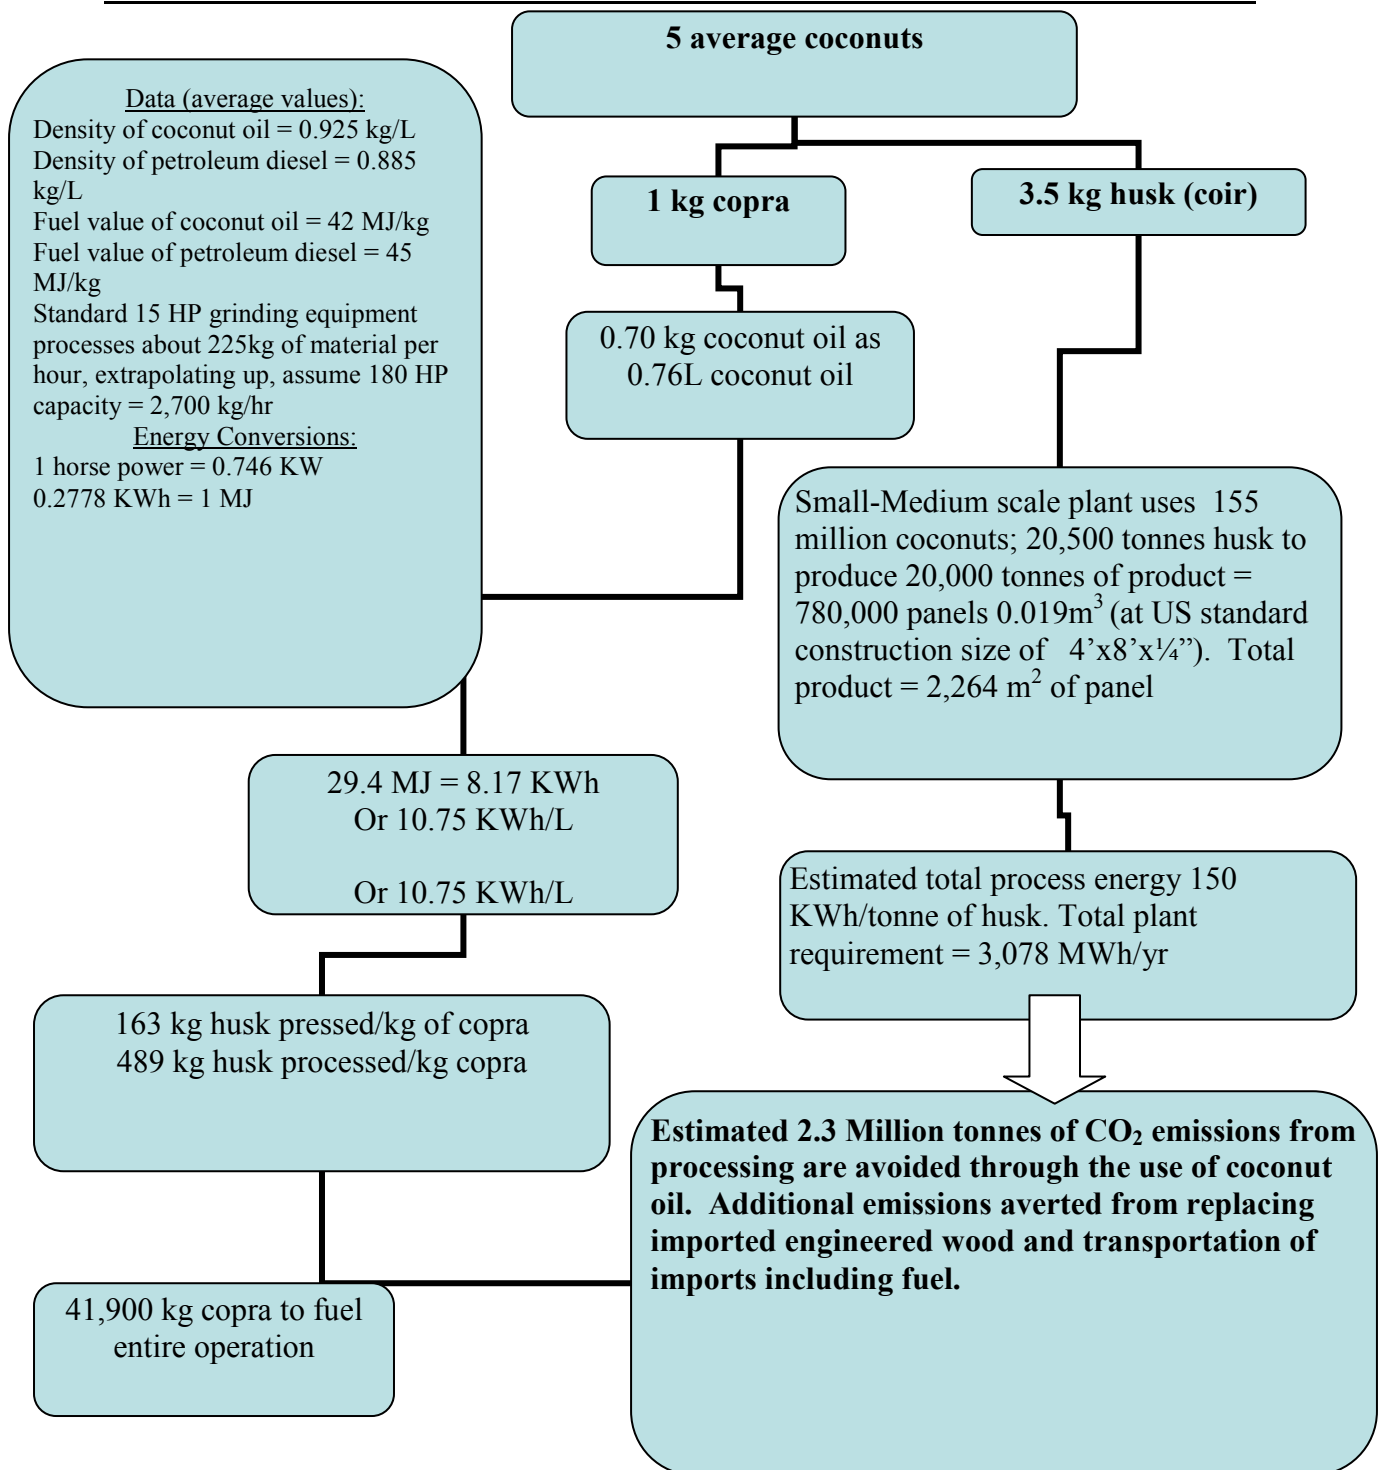 5 average coconuts
Data (average values):
Density of coconut oil = 0.925 kg/L
Density of petroleum diesel = 0.885
kg/L
Fuel value of coconut oil = 42 MJ/kg
Fuel value of petroleum diesel = 45
MJ/kg
Standard 15 HP grinding equipment
processes about 225kg of material per
hour, extrapolating up, assume 180 HP
capacity = 2,700 kg/hr
Energy Conversions:
1 horse power = 0.746 KW
0.2778 KWh = 1 MJ
1 kg copra
3.5 kg husk (coir)
0.70 kg coconut oil as
0.76L coconut oil
Small-Medium scale plant uses  155
million coconuts; 20,500 tonnes husk to
produce 20,000 tonnes of product =
780,000 panels 0.019m³ (at US standard
construction size of   4’x8’x¼”).  Total
product = 2,264 m² of panel
29.4 MJ = 8.17 KWh
Or 10.75 KWh/L
Or 10.75 KWh/L
Estimated total process energy 150
KWh/tonne of husk. Total plant
requirement = 3,078 MWh/yr
163 kg husk pressed/kg of copra
489 kg husk processed/kg copra
Estimated 2.3 Million tonnes of CO₂ emissions from
processing are avoided through the use of coconut
oil.  Additional emissions averted from replacing
imported engineered wood and transportation of
imports including fuel.
41,900 kg copra to fuel
entire operation